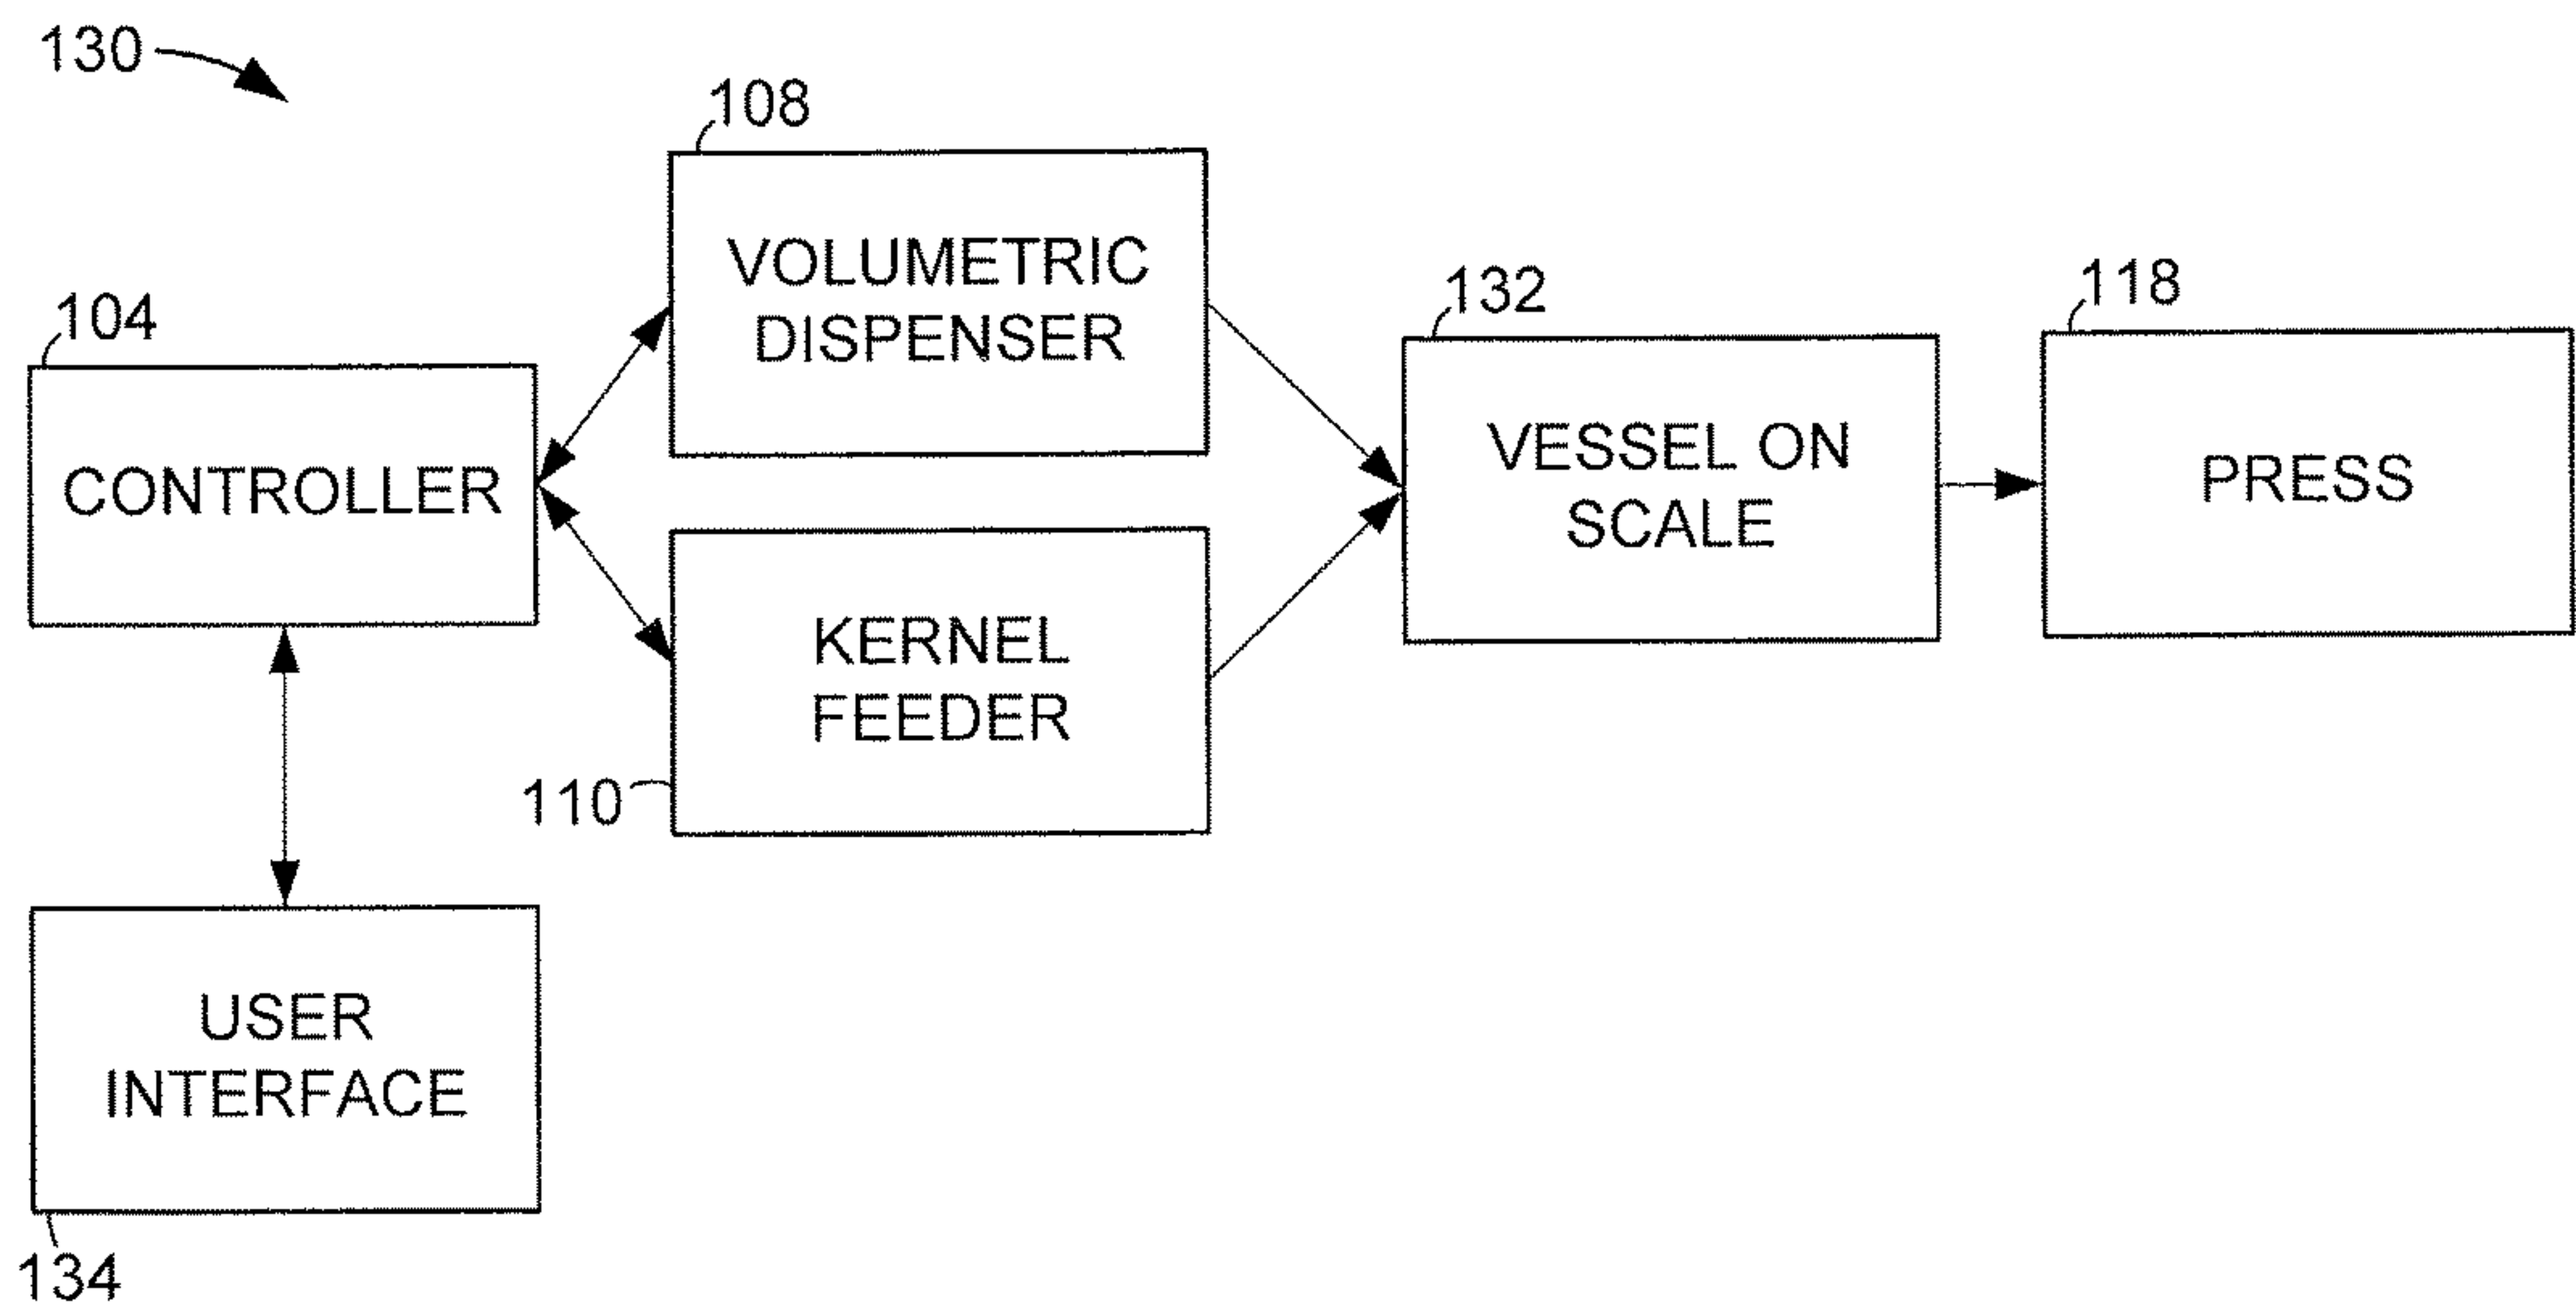 130
108
VOLUMETRIC
DISPENSER
104
CONTROLLER
132
VESSEL ON
SCALE
118
PRESS
KERNEL
FEEDER
110
USER
INTERFACE
134